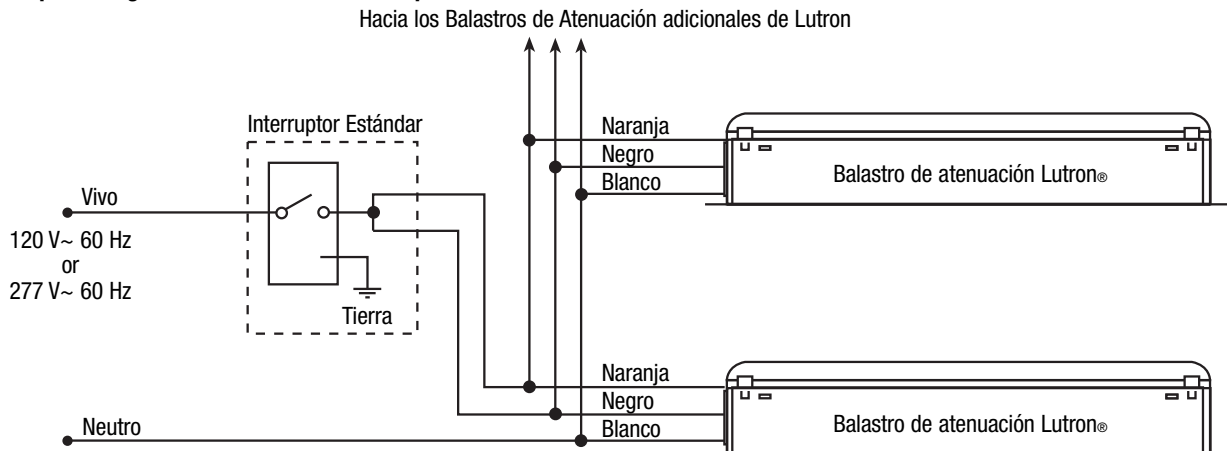 Hacia los Balastros de Atenuación adicionales de Lutron
Interruptor Estándar
Naranja
Negro
Blanco
Balastro de atenuación Lutron®
Vivo
120 V~ 60 Hz
or
277 V~ 60 Hz
Tierra
Naranja
Negro
Blanco
Balastro de atenuación Lutron®
Neutro